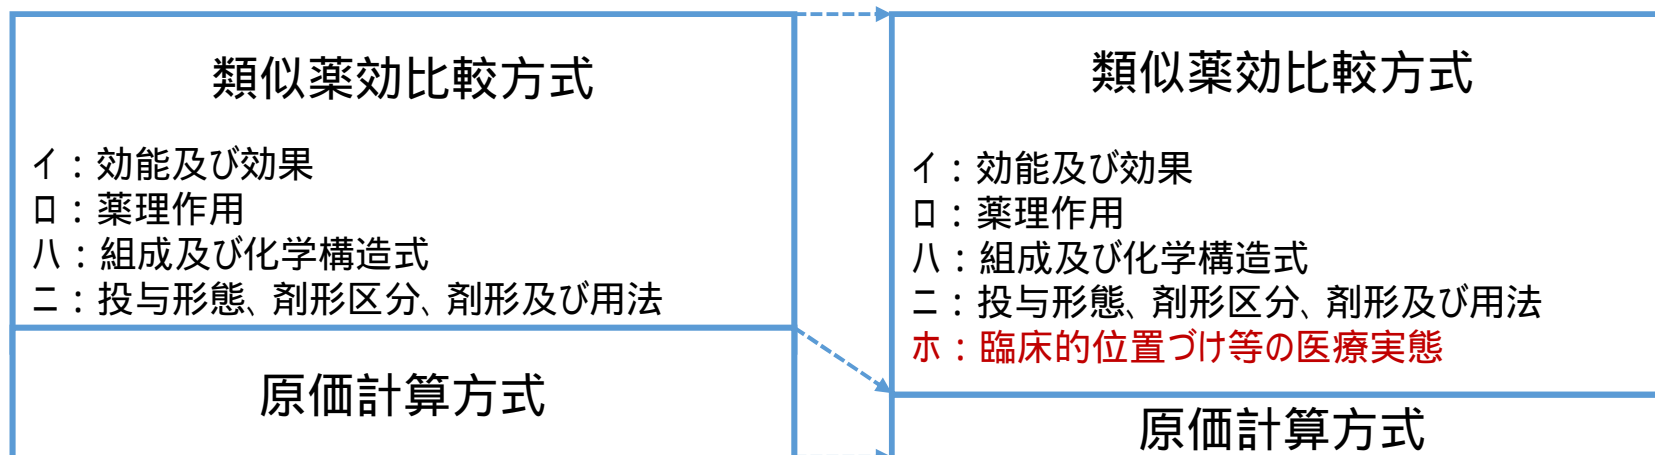 類似薬効比較方式
イ：効能及び効果
ロ：薬理作用
ハ：組成及び化学構造式
ニ：投与形態、剤形区分、剤形及び用法
原価計算方式
類似薬効比較方式
イ：効能及び効果
ロ：薬理作用
ハ：組成及び化学構造式
ニ：投与形態、剤形区分、剤形及び用法
ホ：臨床的位置づけ等の医療実態
原価計算方式